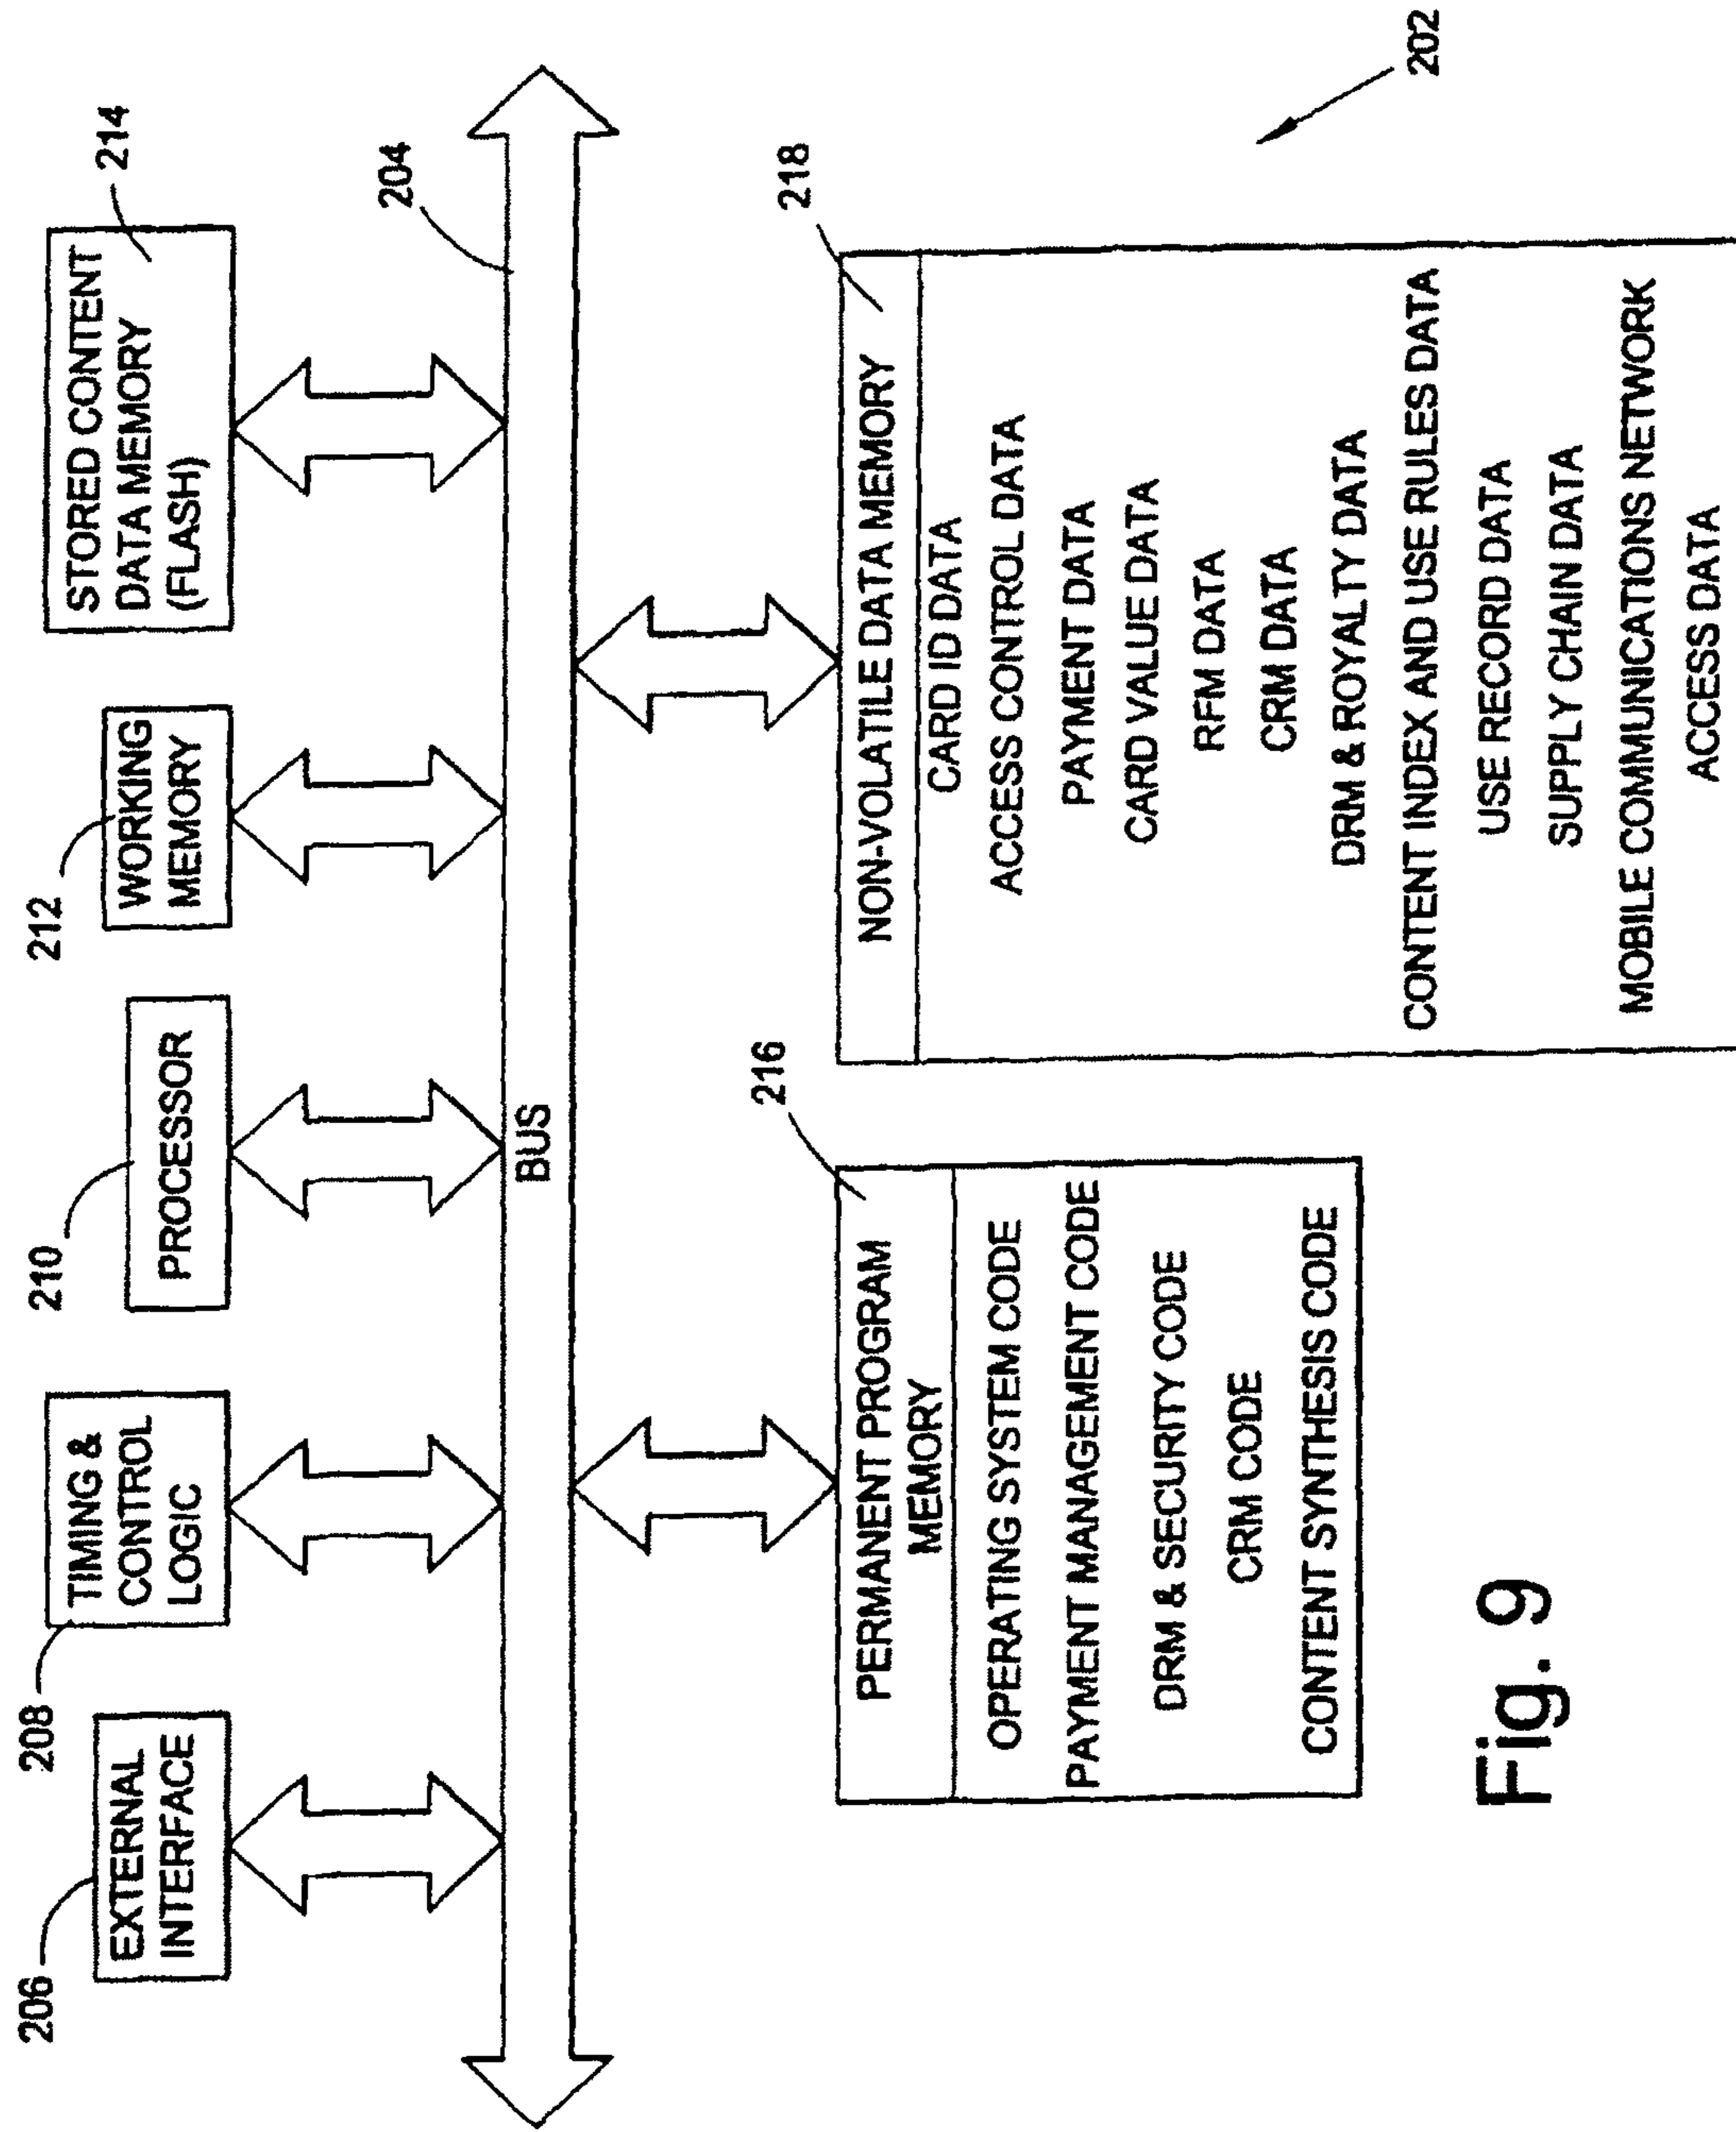 206
EXTERNAL
INTERFACE
208
TIMING &
CONTROL
LOGIC
210
PROCESSOR
212
WORKING
MEMORY
STORED CONTENT
DATA MEMORY
(FLASH)
214
204
BUS
216
PERMANENT PROGRAM
MEMORY
OPERATING SYSTEM CODE
PAYMENT MANAGEMENT CODE
DRM & SECURITY CODE
CRM CODE
CONTENT SYNTHESIS CODE
218
NON-VOLATILE DATA MEMORY
CARD ID DATA
ACCESS CONTROL DATA
PAYMENT DATA
CARD VALUE DATA
RFM DATA
CRM DATA
DRM & ROYALTY DATA
CONTENT INDEX AND USE RULES DATA
USE RECORD DATA
SUPPLY CHAIN DATA
MOBILE COMMUNICATIONS NETWORK
ACCESS DATA
202
Fig. 9